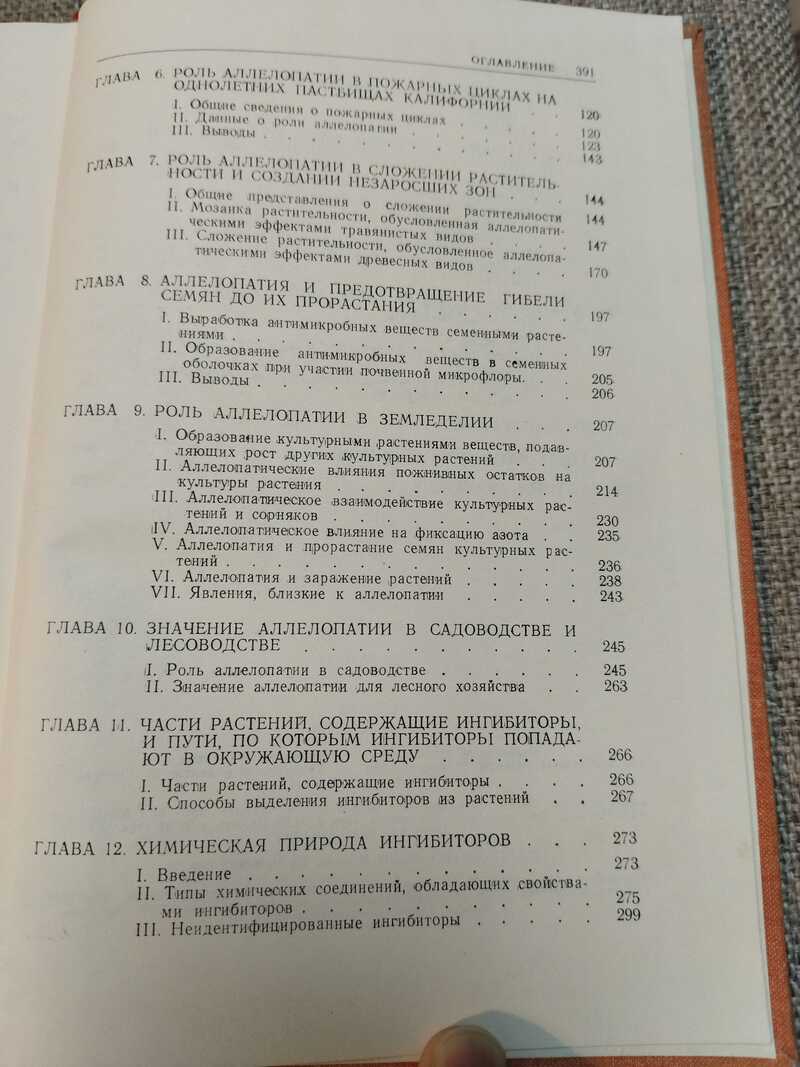 ОГЛАВЛЕНИЕ 391
ГЛАВА 6. РОЛЬ АЛЛЕЛОПАТИИ В ПОЖАРНЫХ ЦИКЛАХ НА
ОДНОЛЕТНИХ ПАСТБИЩАХ КАЛИФОРНИИ . . . 120
I. Общие сведения о пожарных циклах . . . 120
II. Данные о роли аллелопатии . . . . 123
III. Выводы . . . . . . . . 143
ГЛАВА 7. РОЛЬ АЛЛЕЛОПАТИИ В СЛОЖЕНИИ РАСТИТЕЛЬ-
НОСТИ И СОЗДАНИИ НЕЗАРОСШИХ ЗОН . . . 144
I. Общие представления о сложении растительности 144
II. Мозаика растительности, обусловленная аллелопати-
ческими эффектами травянистых видов . . . . 147
III. Сложение растительности, обусловленное аллелопа-
тическими эффектами древесных видов . . . . 170
ГЛАВА 8. АЛЛЕЛОПАТИЯ И ПРЕДОТВРАЩЕНИЕ ГИБЕЛИ
СЕМЯН ДО ИХ ПРОРАСТАНИЯ . . . . . . 197
I. Выработка антимикробных веществ семенными расте-
ниями . . . . . . . . . . . 197
II. Образование антимикробных веществ в семенных
оболочках при участии почвенной микрофлоры. . . 205
III. Выводы . . . . . . . . . . . 206
ГЛАВА 9. РОЛЬ АЛЛЕЛОПАТИИ В ЗЕМЛЕДЕЛИИ . . . 207
I. Образование культурными растениями веществ, подав-
ляющих рост других культурных растений . . . 207
II. Аллелопатические влияния пожнивных остатков на
культуры растения . . . . . . . . . 214
III. Аллелопатическое взаимодействие культурных рас-
тений и сорняков . . . . . . . . . 230
IV. Аллелопатическое влияние на фиксацию азота . . 235
V. Аллелопатия и прорастание семян культурных рас-
тений . . . . . . . . . . . . 236
VI. Аллелопатия и заражение растений . . . . . 238
VII. Явления, близкие к аллелопатии . . . . . 243
ГЛАВА 10. ЗНАЧЕНИЕ АЛЛЕЛОПАТИИ В САДОВОДСТВЕ И
ЛЕСОВОДСТВЕ . . . . . . . . . . . 245
I. Роль аллелопатии в садоводстве . . . . . . 245
II. Значение аллелопатии для лесного хозяйства . . 263
ГЛАВА 11. ЧАСТИ РАСТЕНИЙ, СОДЕРЖАЩИЕ ИНГИБИТОРЫ,
И ПУТИ, ПО КОТОРЫМ ИНГИБИТОРЫ ПОПАДА-
ЮТ В ОКРУЖАЮЩУЮ СРЕДУ . . . . . . 266
I. Части растений, содержащие ингибиторы . . . . 266
II. Способы выделения ингибиторов из растений . . 267
ГЛАВА 12. ХИМИЧЕСКАЯ ПРИРОДА ИНГИБИТОРОВ . . . 273
I. Введение . . . . . . . . . . . . . 273
II. Типы химических соединений, обладающих свойства-
ми ингибиторов . . . . . . . . . . . 275
III. Неидентифицированные ингибиторы . . . . . 299